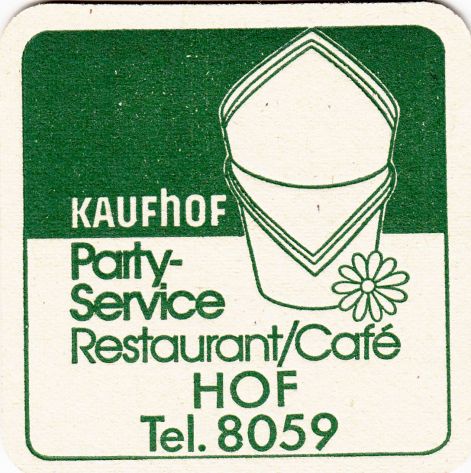 KAUFhOF
Party-
Service
Restaurant/Café
HOF
Tel. 8059